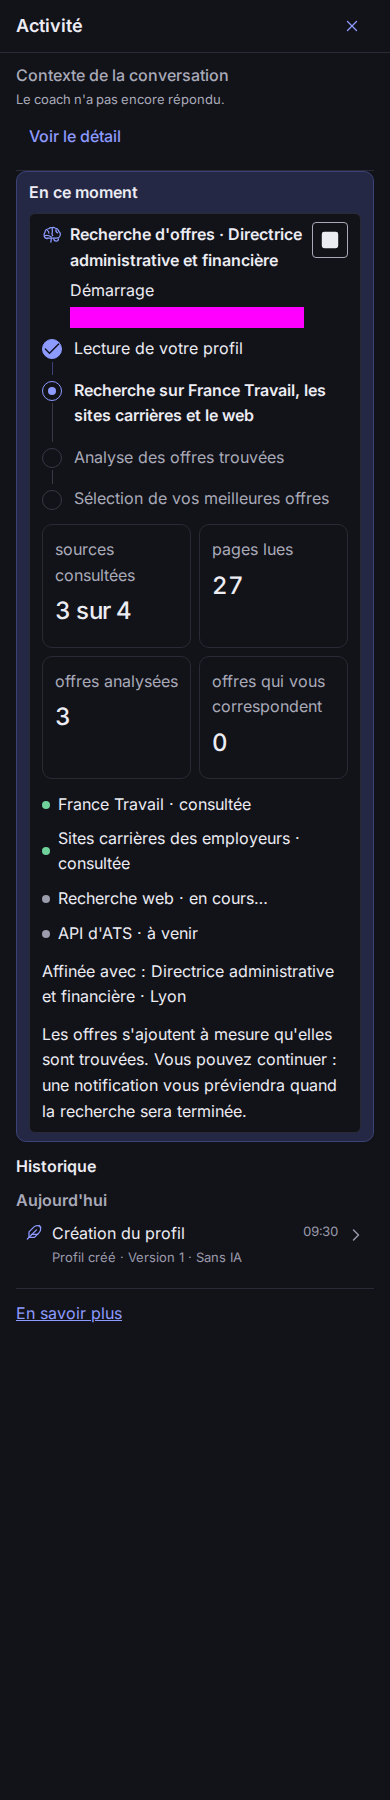 Activité
Contexte de la conversation
Le coach n'a pas encore répondu.
Voir le détail
En ce moment
Recherche d'offres · Directrice
administrative et financière
Démarrage
Lecture de votre profil
Recherche sur France Travail, les
sites carrières et le web
Analyse des offres trouvées
Sélection de vos meilleures offres
sources
consultées
3 sur 4
pages lues
27
offres analysées
3
offres qui vous
correspondent
0
France Travail · consultée
Sites carrières des employeurs ·
consultée
Recherche web · en cours...
API d'ATS · à venir
Affinée avec : Directrice administrative
et financière · Lyon
Les offres s'ajoutent à mesure qu'elles
sont trouvées. Vous pouvez continuer :
une notification vous préviendra quand
la recherche sera terminée.
Historique
Aujourd'hui
Création du profil
09:30
Profil créé · Version 1 · Sans IA
En savoir plus